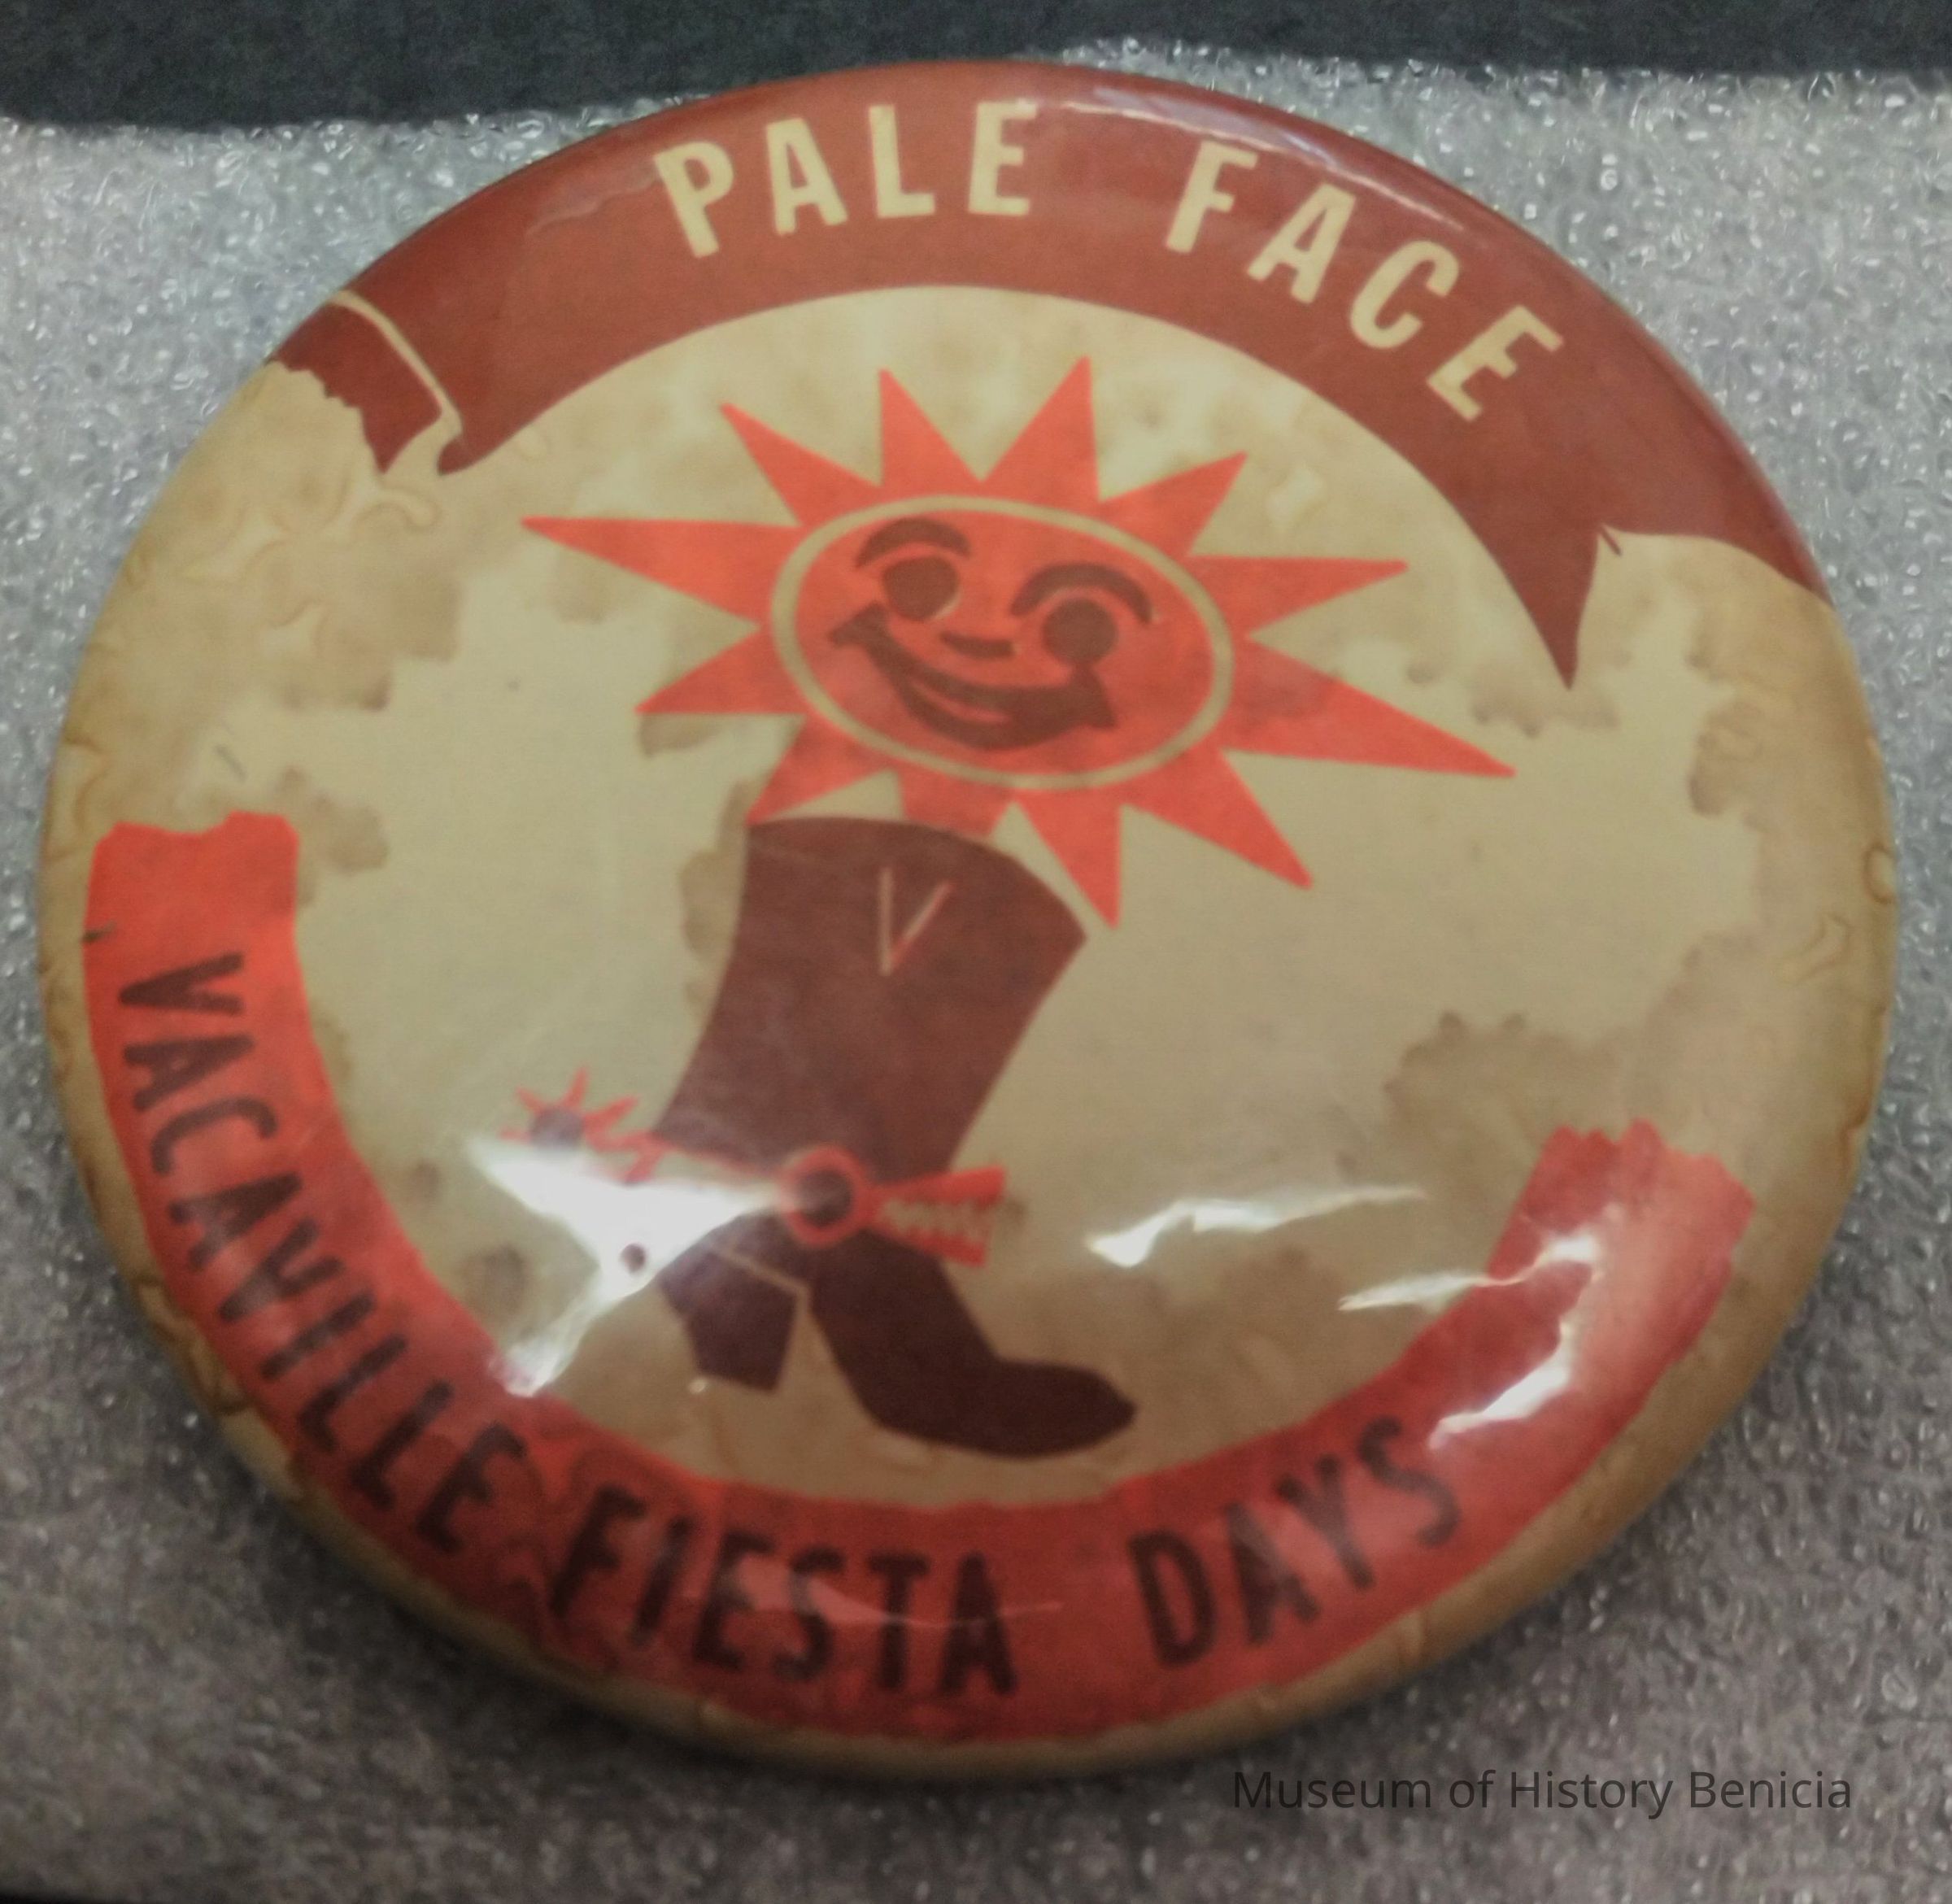 PALE FACE
V
VACAVILLE FIESTA DAYS
Museum of History Benicia